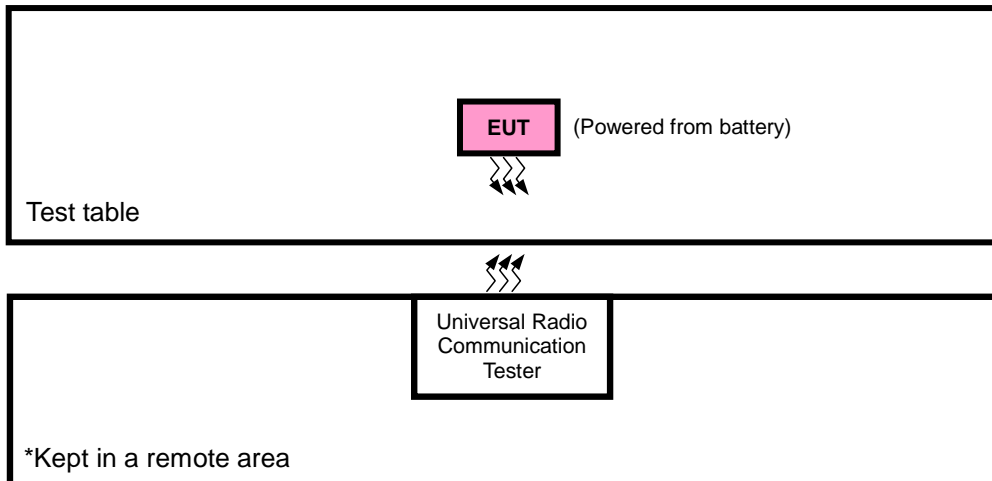 EUT
(Powered from battery)
Test table
Universal Radio
Communication
Tester
*Kept in a remote area